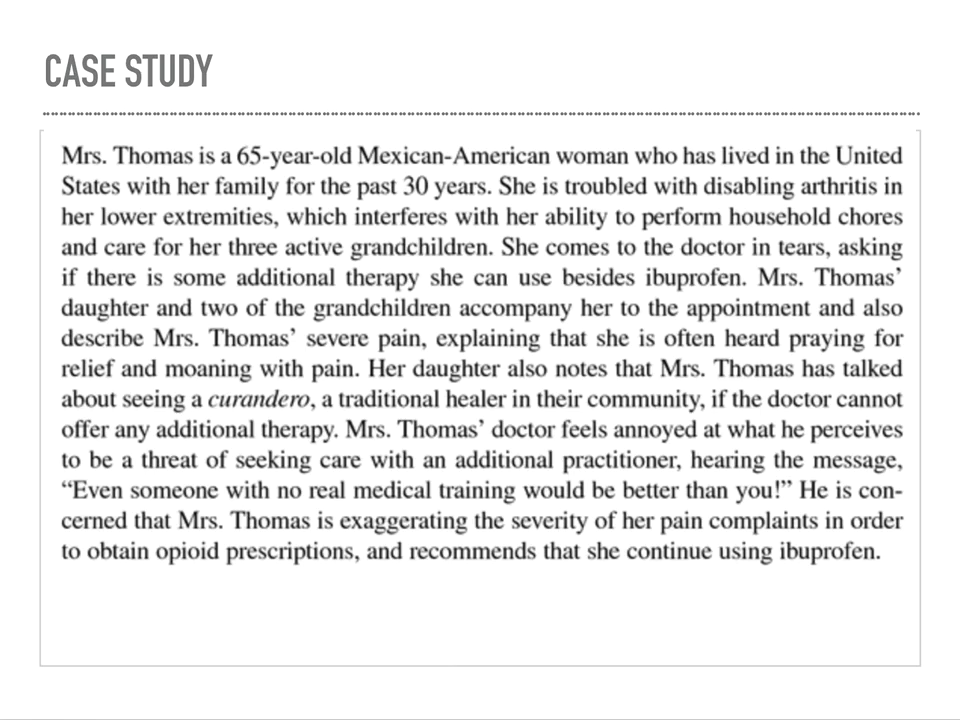 CASE STUDY
Mrs. Thomas is a 65-year-old Mexican-American woman who has lived in the United
States with her family for the past 30 years. She is troubled with disabling arthritis in
her lower extremities, which interferes with her ability to perform household chores
and care for her three active grandchildren. She comes to the doctor in tears, asking
if there is some additional therapy she can use besides ibuprofen. Mrs. Thomas’
daughter and two of the grandchildren accompany her to the appointment and also
describe Mrs. Thomas’ severe pain, explaining that she is often heard praying for
relief and moaning with pain. Her daughter also notes that Mrs. Thomas has talked
about seeing a curandero, a traditional healer in their community, if the doctor cannot
offer any additional therapy. Mrs. Thomas’ doctor feels annoyed at what he perceives
to be a threat of seeking care with an additional practitioner, hearing the message,
“Even someone with no real medical training would be better than you!” He is con-
cerned that Mrs. Thomas is exaggerating the severity of her pain complaints in order
to obtain opioid prescriptions, and recommends that she continue using ibuprofen.